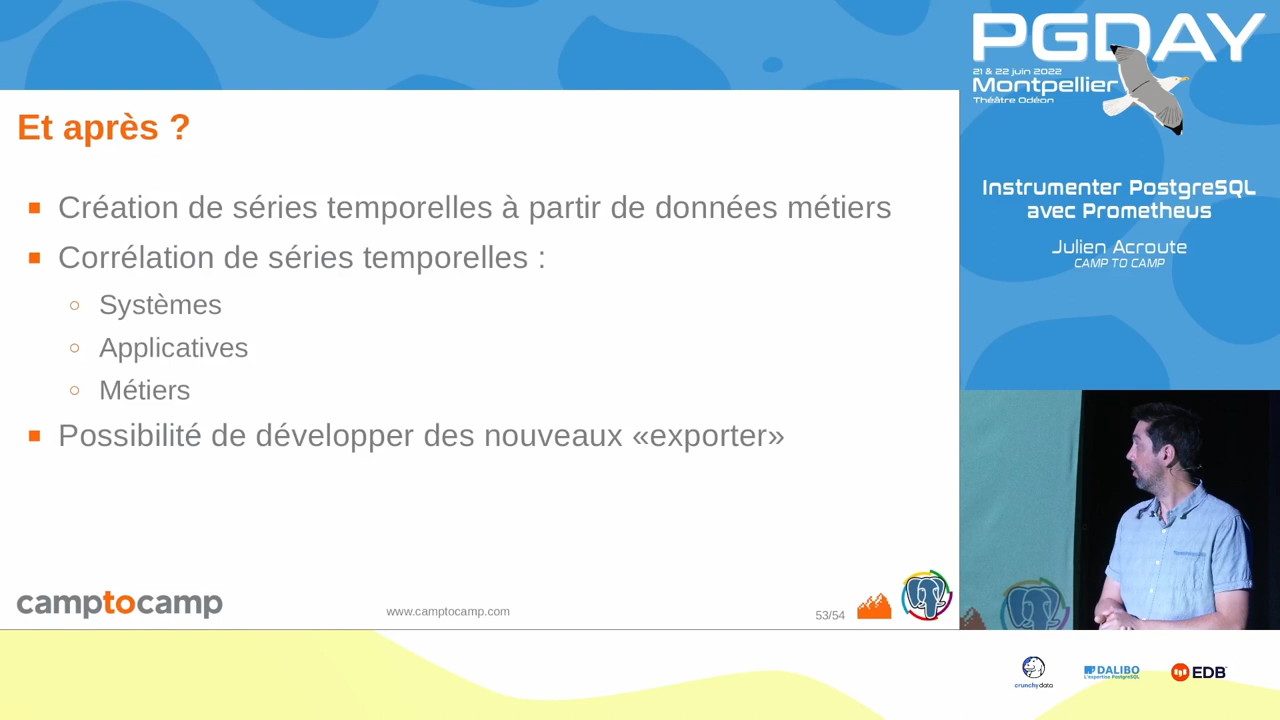 Et après ?
Création de séries temporelles à partir de données métiers
Corrélation de séries temporelles :
Systèmes
Applicatives
Métiers
Possibilité de développer des nouveaux «exporter»
camptocamp
www.camptocamp.com
53/54
PGDAY
21 & 22 juin 2022
Montpellier
Théâtre Odéon
Instrumenter PostgreSQL
avec Prometheus
Julien Acroute
CAMP TO CAMP
crunchydata
DALIBO
L'expertise PostgreSQL
EDB